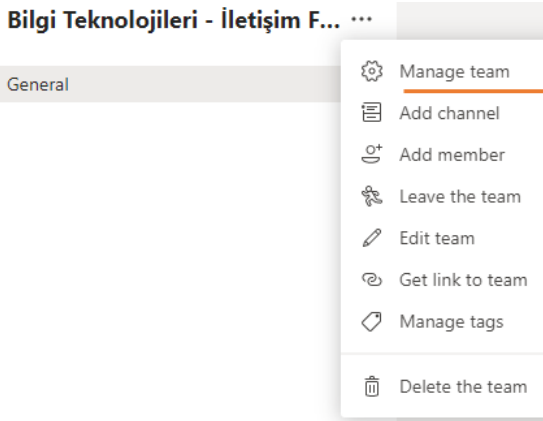 Bilgi Teknolojileri - İletişim F... ...
General
Manage team
Add channel
Add member
Leave the team
Edit team
Get link to team
Manage tags
Delete the team